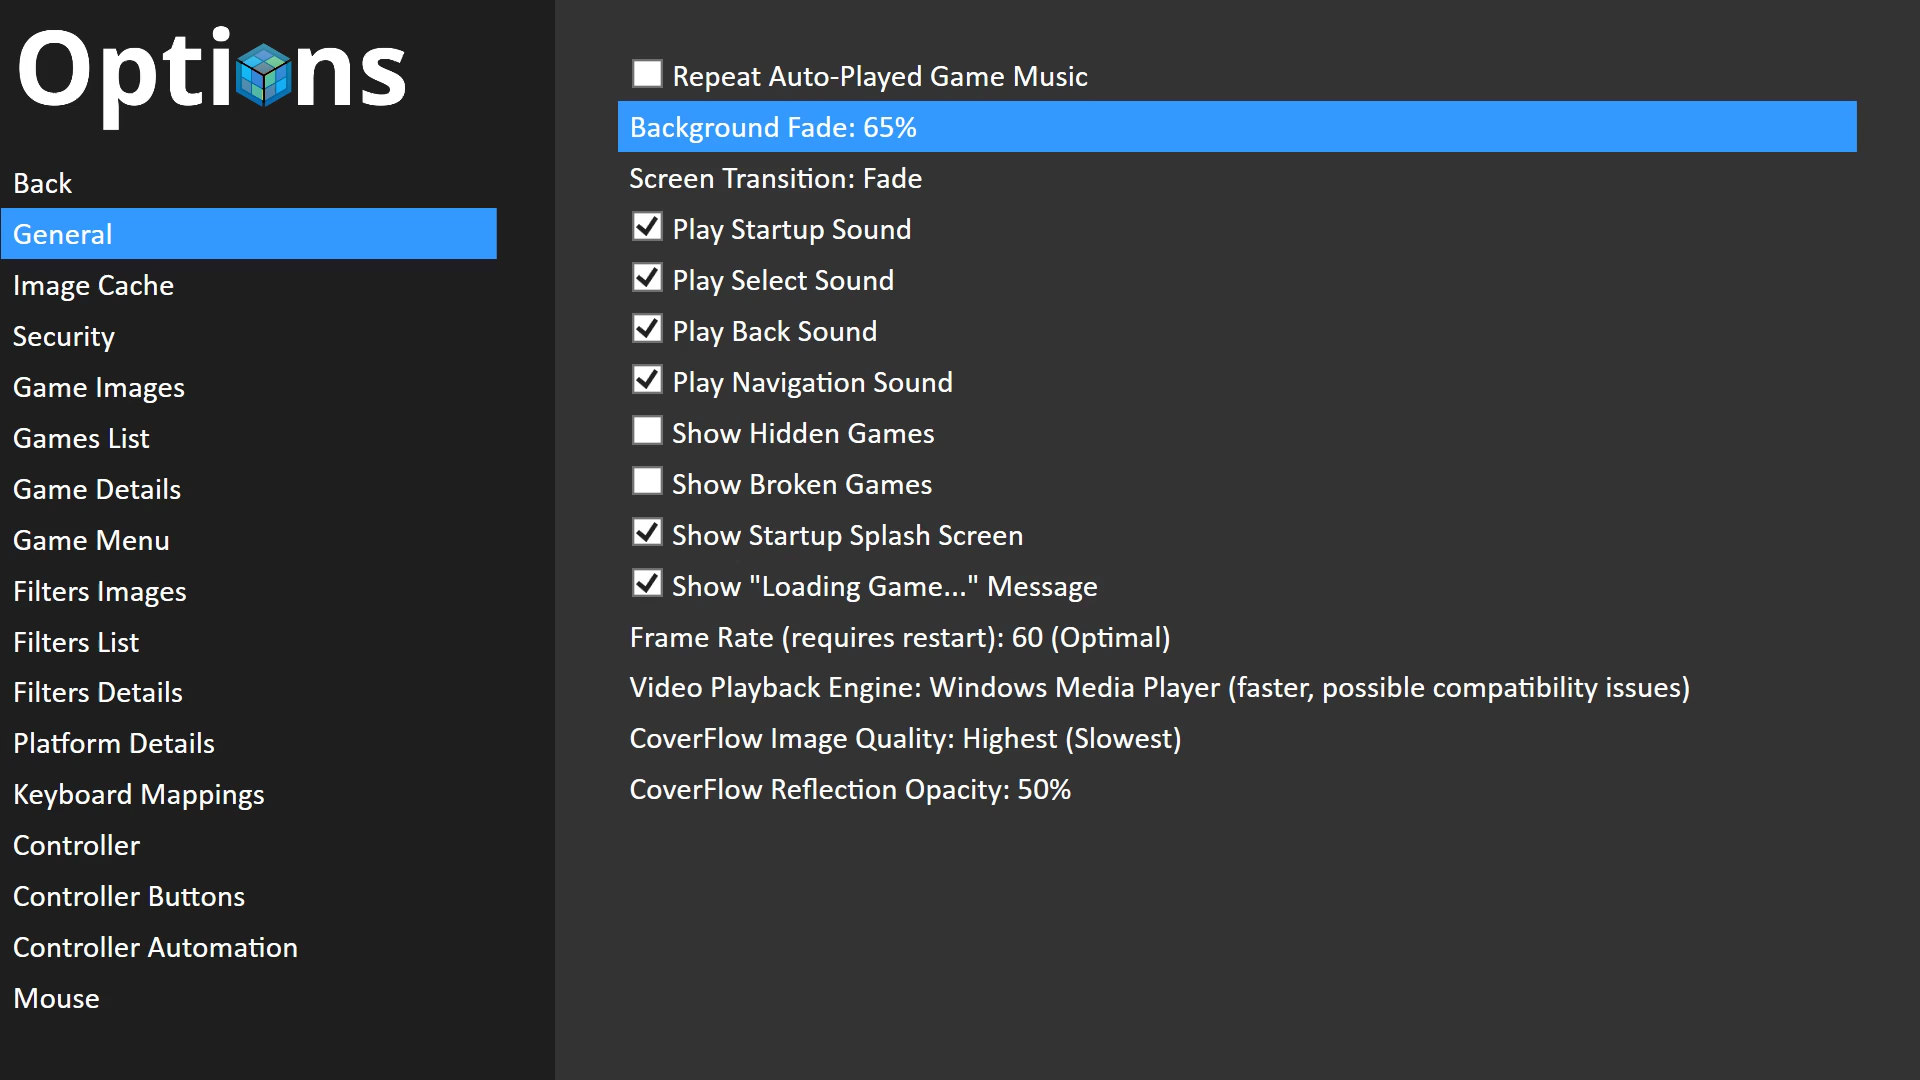 Options
Back
General
Image Cache
Security
Game Images
Games List
Game Details
Game Menu
Filters Images
Filters List
Filters Details
Platform Details
Keyboard Mappings
Controller
Controller Buttons
Controller Automation
Mouse
Repeat Auto-Played Game Music
Background Fade: 65%
Screen Transition: Fade
Play Startup Sound
Play Select Sound
Play Back Sound
Play Navigation Sound
Show Hidden Games
Show Broken Games
Show Startup Splash Screen
Show "Loading Game..." Message
Frame Rate (requires restart): 60 (Optimal)
Video Playback Engine: Windows Media Player (faster, possible compatibility issues)
CoverFlow Image Quality: Highest (Slowest)
CoverFlow Reflection Opacity: 50%